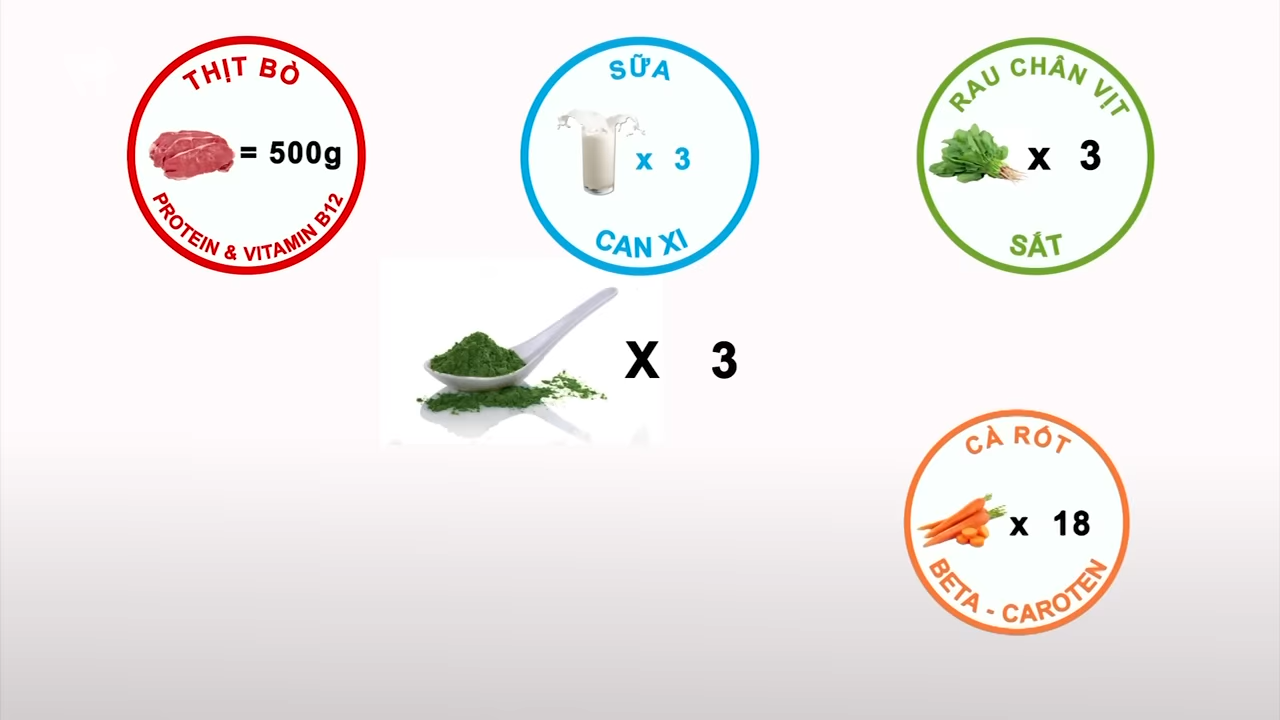 THỊT BÒ
= 500g
PROTEIN & VITAMIN B12
SỮA
x 3
CAN XI
RAU CHÂN VỊT
x 3
SẮT
X 3
CÀ RỐT
x 18
BETA - CAROTEN